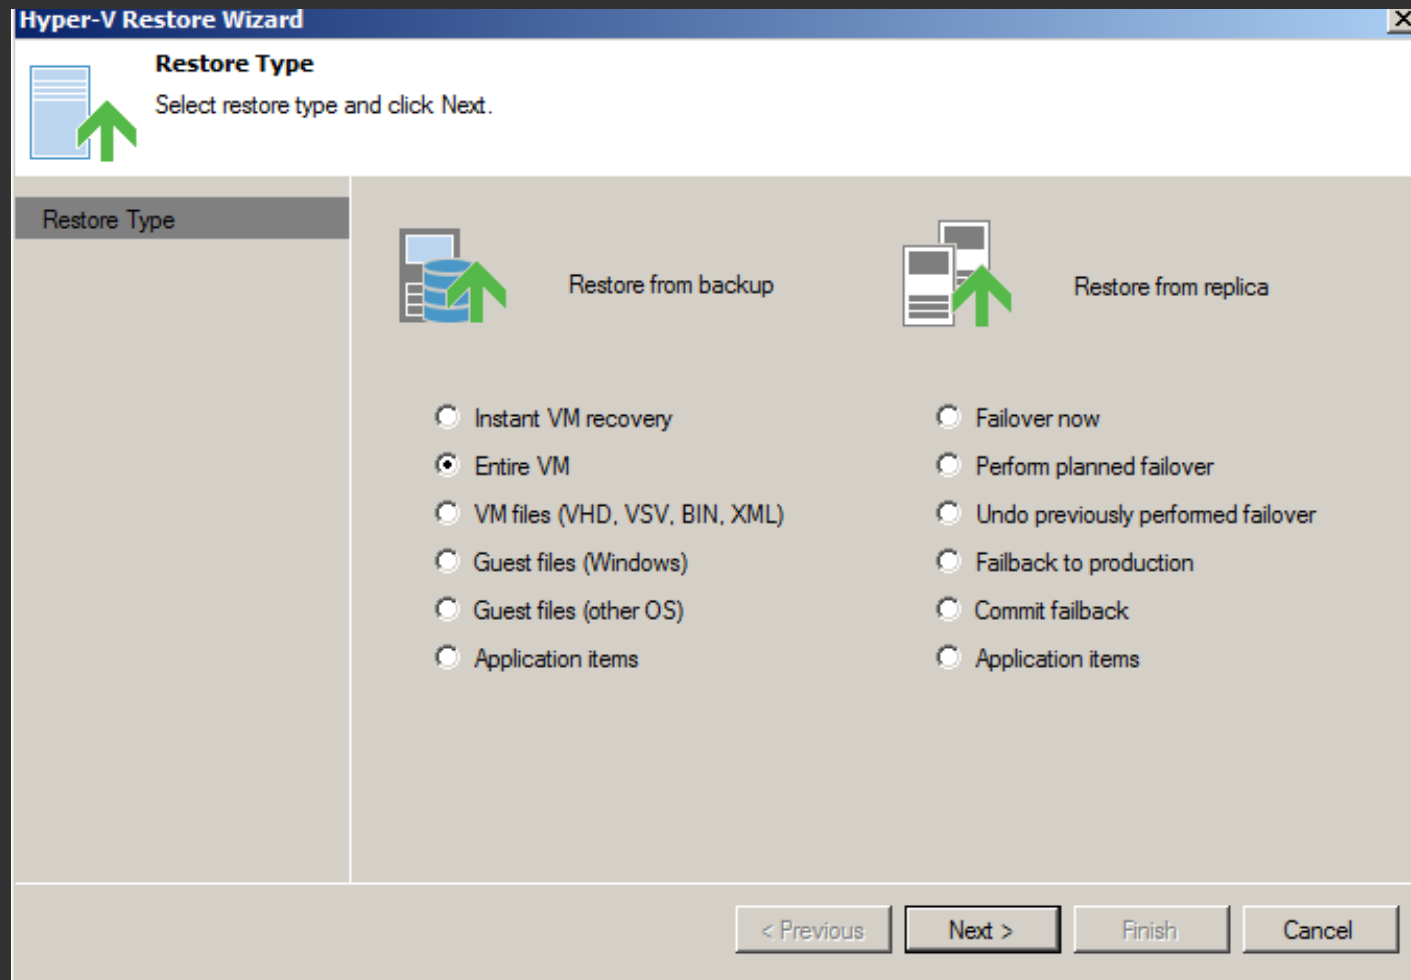 Hyper-V Restore Wizard
Restore Type
Select restore type and click Next.
Restore Type
Restore from backup
Instant VM recovery
Entire VM
VM files (VHD, VSV, BIN, XML)
Guest files (Windows)
Guest files (other OS)
Application items
Restore from replica
Failover now
Perform planned failover
Undo previously performed failover
Failback to production
Commit failback
Application items
< Previous
Next >
Finish
Cancel